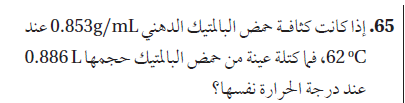 65. إذا كانت كثافة حمض البالمتيك الدهني 0.853g/mL عند
62 °C، فما كتلة عينة من حمض البالمتيك حجمها 0.886 L
عند درجة الحرارة نفسها؟